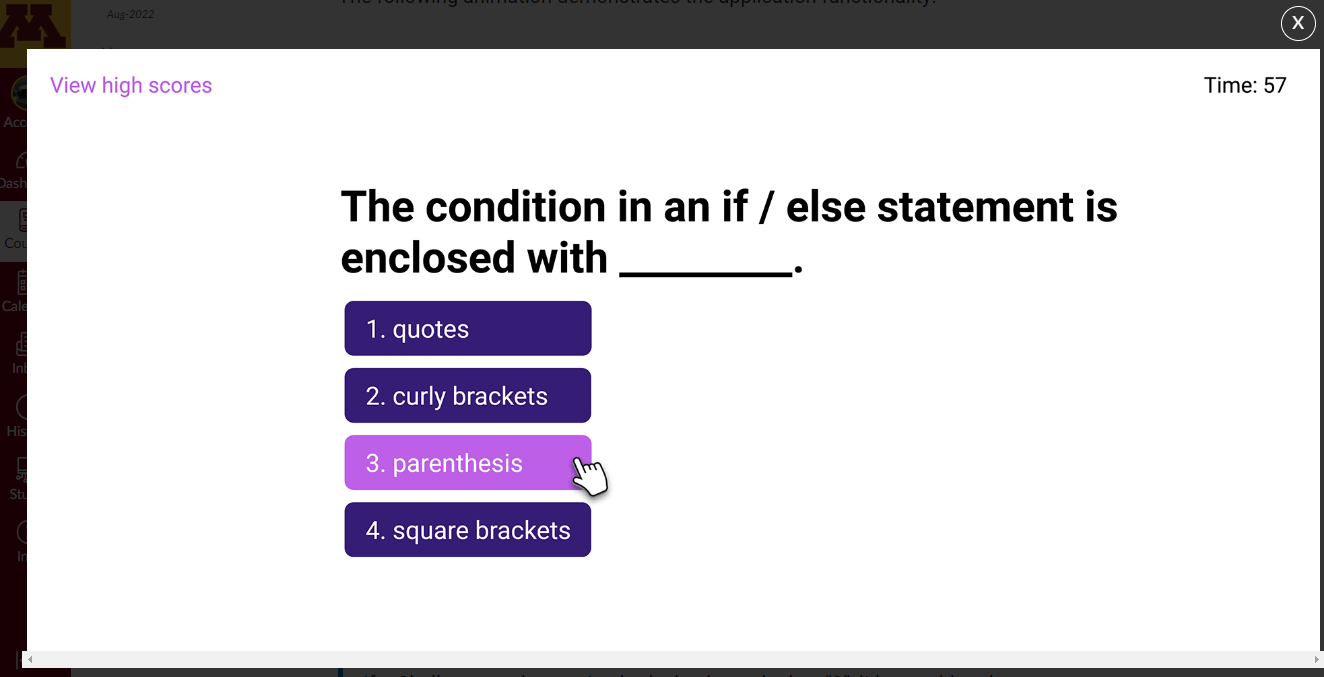 The following animation demonstrates the application functionality:
Aug-2022
X
View high scores
Time: 57
The condition in an if / else statement is
enclosed with ________.
1. quotes
2. curly brackets
3. parenthesis
4. square brackets